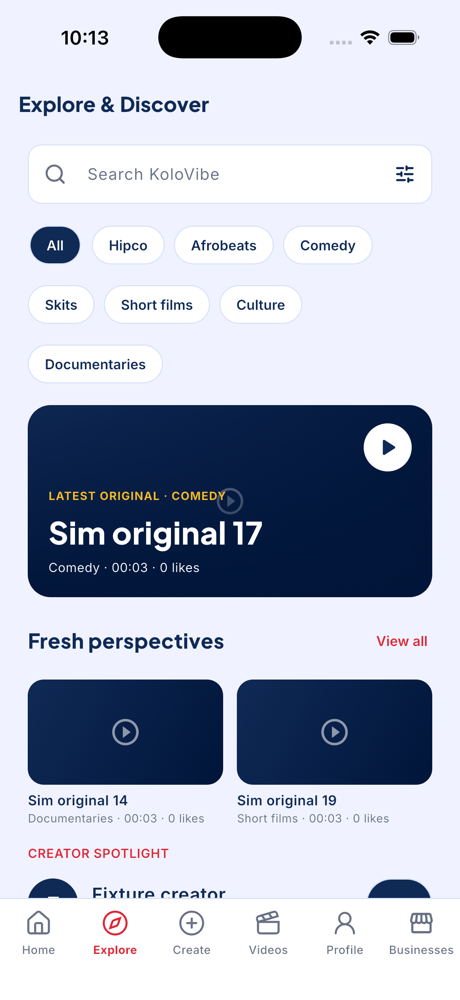 10:13
Explore & Discover
Search KoloVibe
All Hipco Afrobeats Comedy
Skits Short films Culture
Documentaries
LATEST ORIGINAL · COMEDY
Sim original 17
Comedy · 00:03 · 0 likes
Fresh perspectives View all
Sim original 14 Sim original 19
Documentaries · 00:03 · 0 likes Short films · 00:03 · 0 likes
CREATOR SPOTLIGHT
Fixture creator
Home Explore Create Videos Profile Businesses